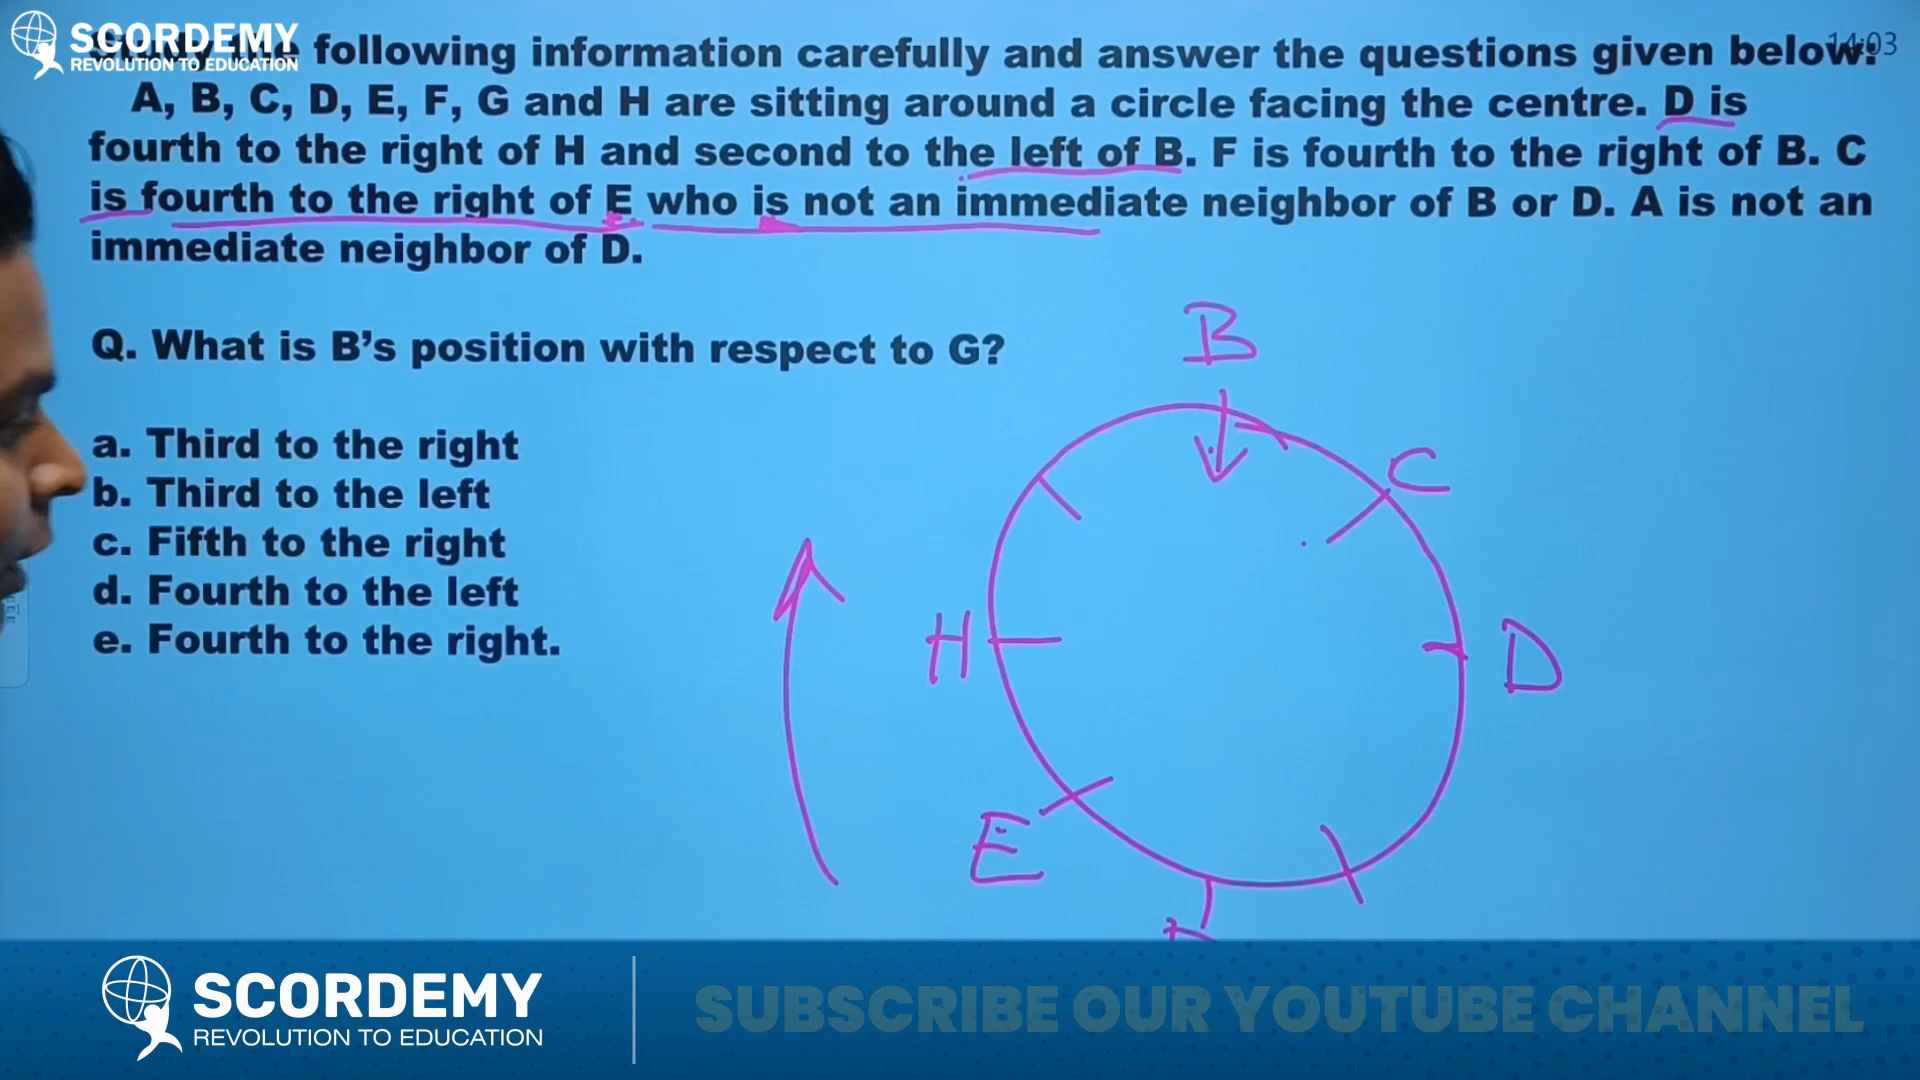 SCORDEMY
REVOLUTION TO EDUCATION
following information carefully and answer the questions given below:
14:03
A, B, C, D, E, F, G and H are sitting around a circle facing the centre. D is
fourth to the right of H and second to the left of B. F is fourth to the right of B. C
is fourth to the right of E who is not an immediate neighbor of B or D. A is not an
immediate neighbor of D.
Q. What is B’s position with respect to G?
a. Third to the right
b. Third to the left
c. Fifth to the right
d. Fourth to the left
e. Fourth to the right.
B
C
H
D
E
SCORDEMY
REVOLUTION TO EDUCATION
SUBSCRIBE OUR YOUTUBE CHANNEL